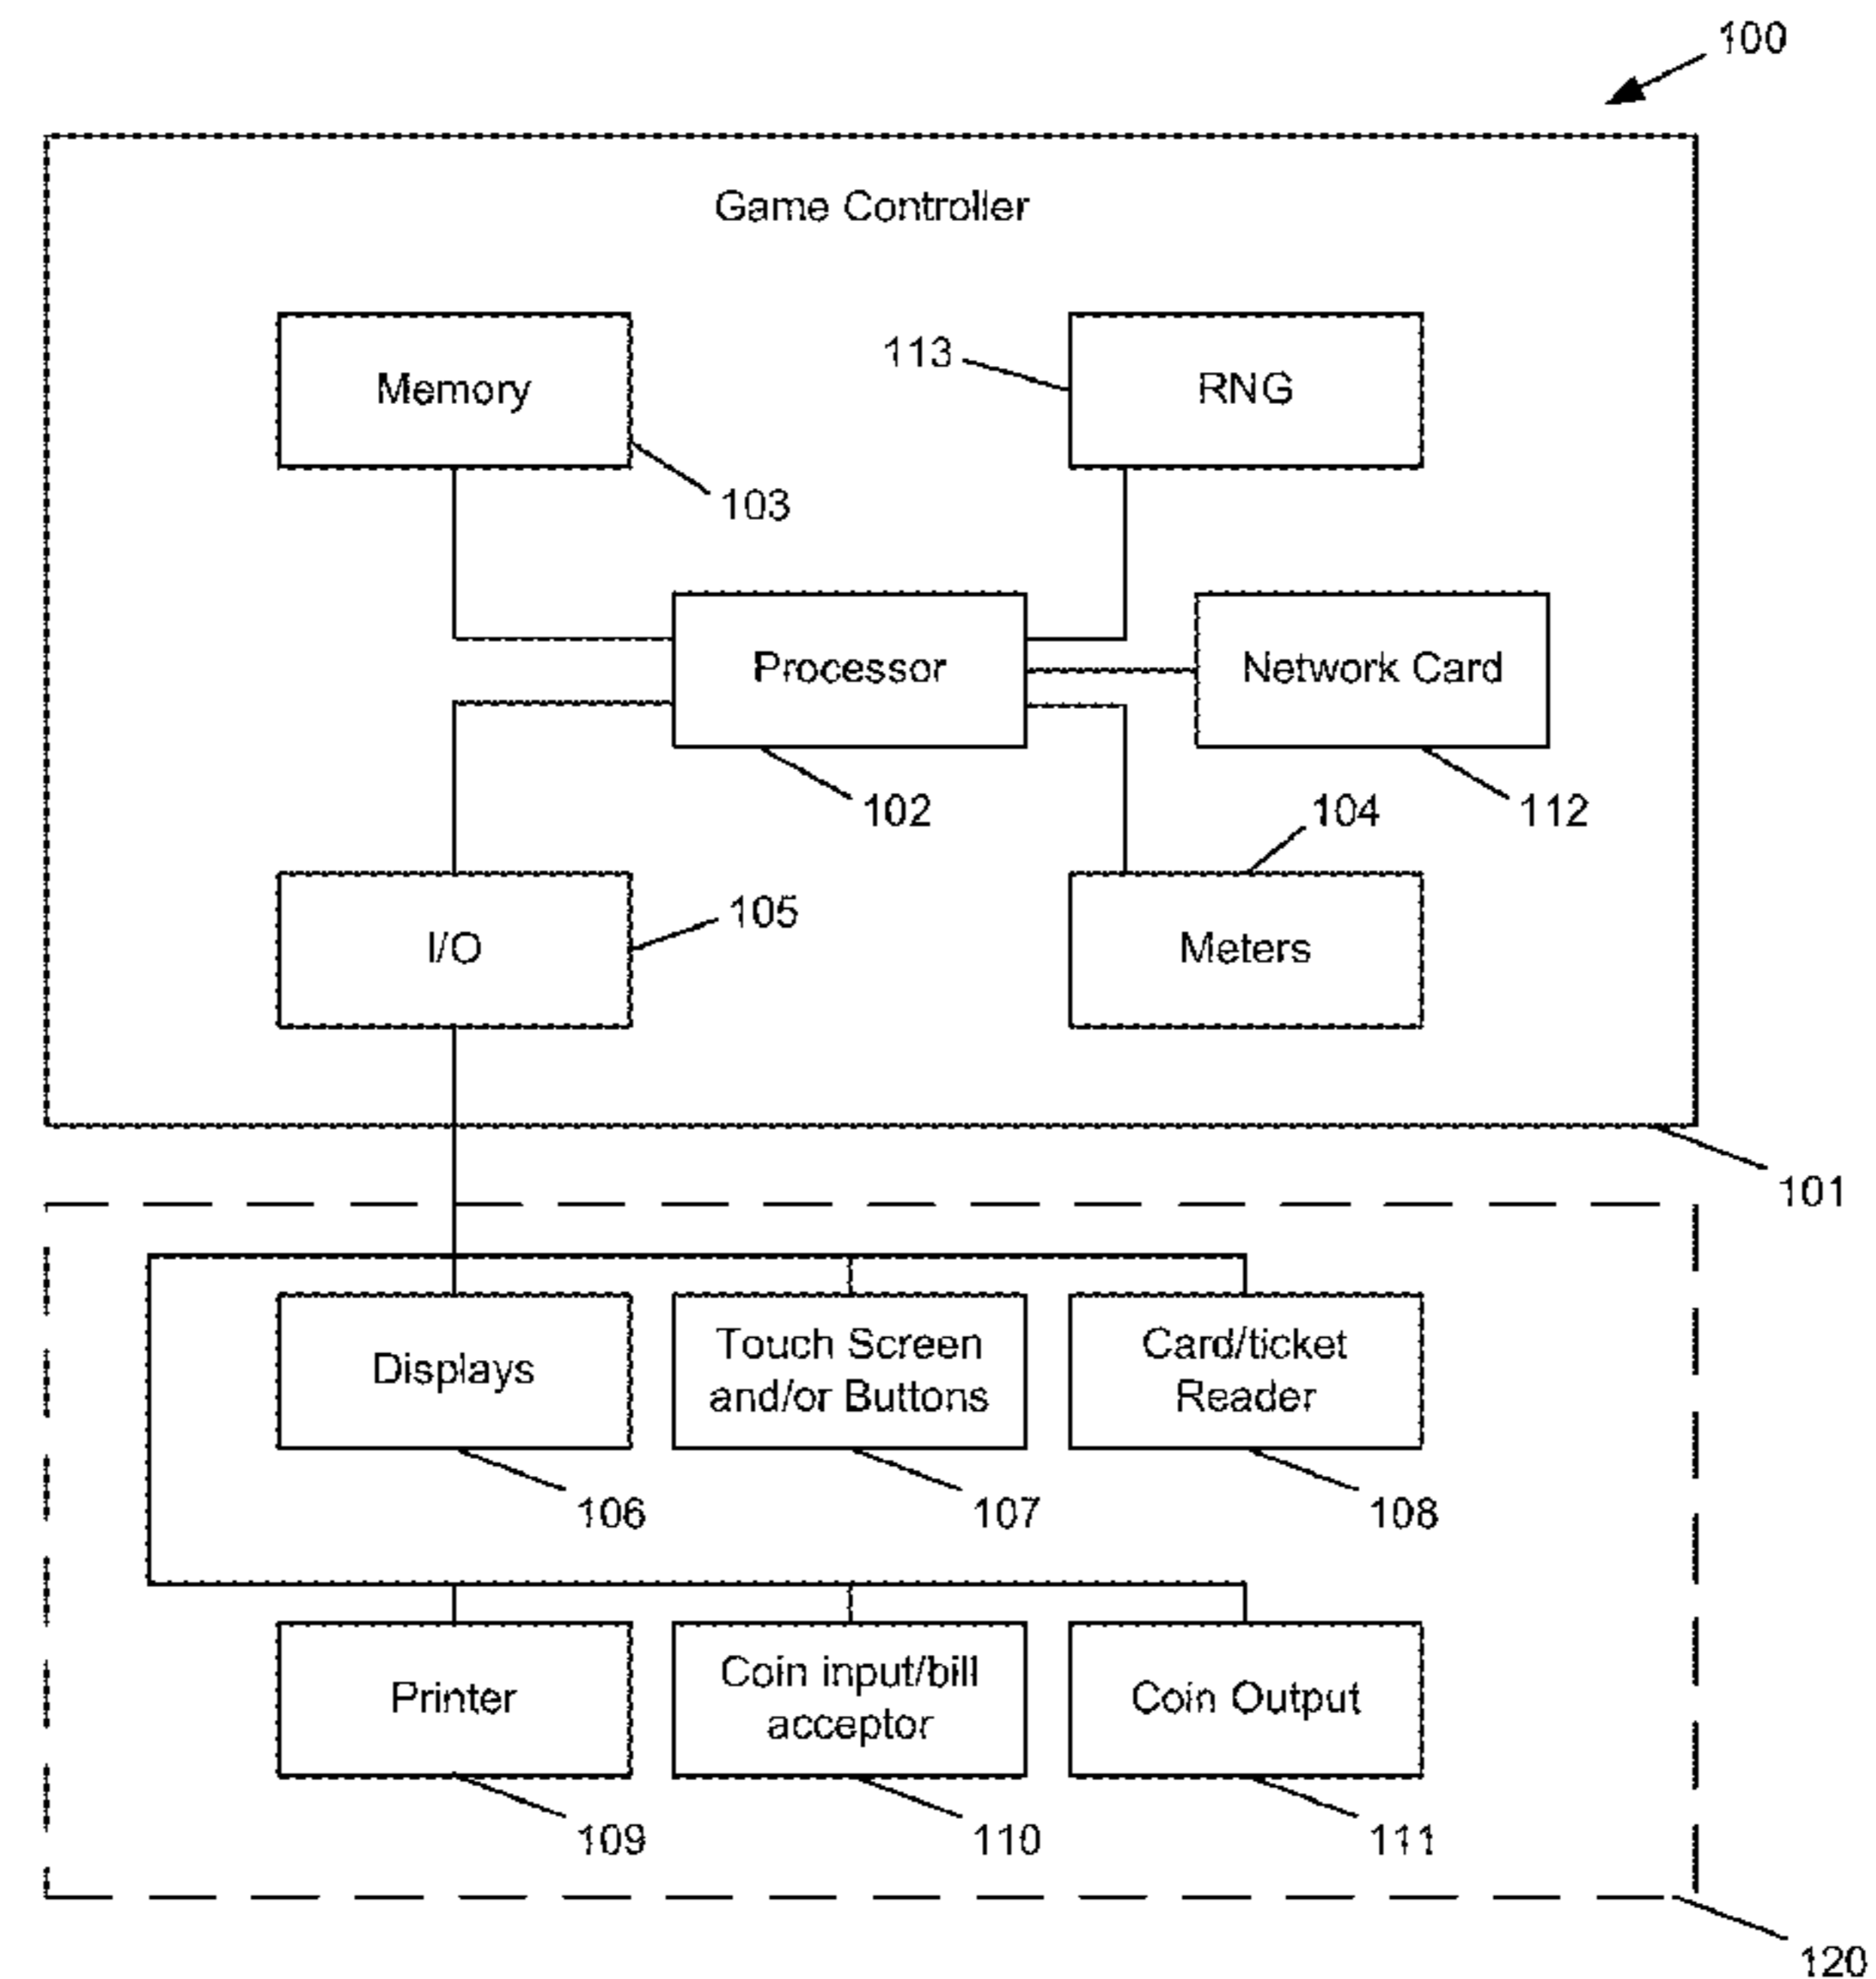 100
Game Controller
Memory
113
RNG
103
Processor
Network Card
102
104
112
I/O
105
Meters
101
Displays
Touch Screen
and/or Buttons
Card/ticket
Reader
106
107
108
Printer
Coin input/bill
acceptor
Coin Output
109
110
111
120